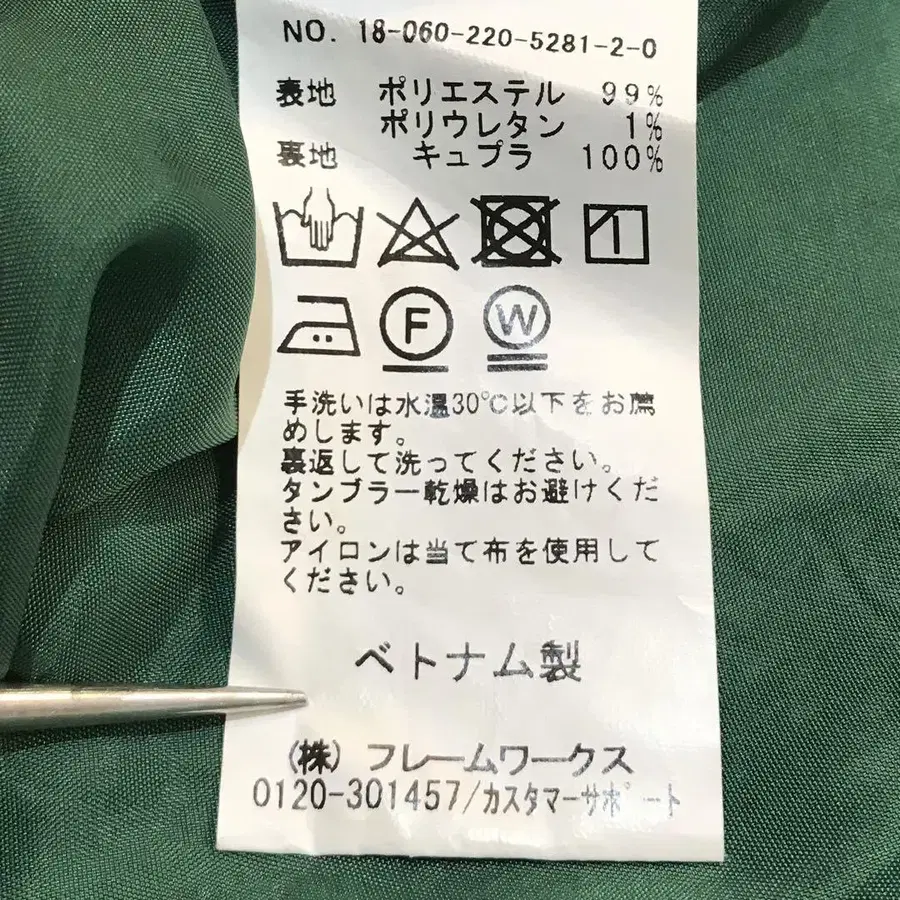 NO. 18-060-220-5281-2-0
表地 ポリエステル 99%
ポリウレタン 1%
裏地 キュプラ 100%
F W
手洗いは水温30℃以下をお薦
めします。
裏返して洗ってください。
タンブラー乾燥はお避けくだ
さい。
アイロンは当て布を使用して
ください。
ベトナム製
(株)フレームワークス
0120-301457/カスタマーサポート